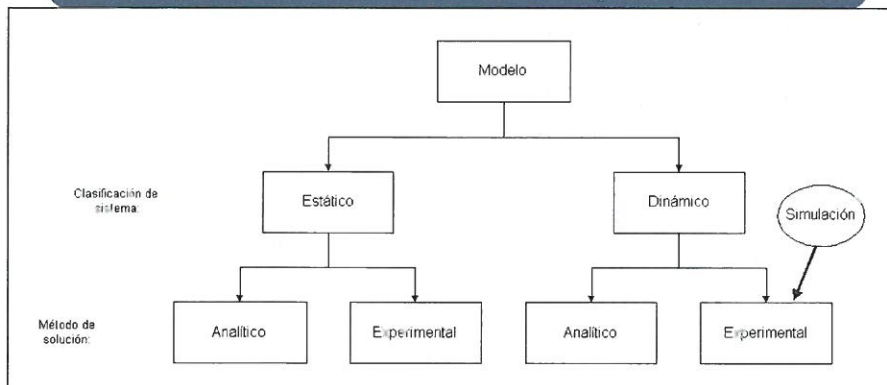 Modelo
Clasificación de
sistema:
Estático
Dinámico
Simulación
Método de
solución:
Analítico
Experimental
Analítico
Experimental